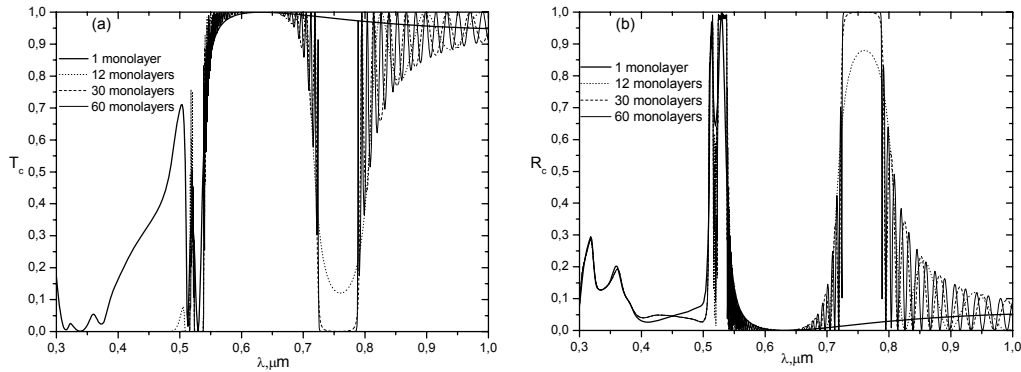 (a)
1,0
0,9
0,8
0,7
0,6
0,5
0,4
0,3
0,2
0,1
0,0
T_c
1 monolayer
12 monolayers
30 monolayers
60 monolayers
0,3 0,4 0,5 0,6 0,7 0,8 0,9 1,0
λ,μm
(b)
1,0
0,9
0,8
0,7
0,6
0,5
0,4
0,3
0,2
0,1
0,0
R_c
1 monolayer
12 monolayers
30 monolayers
60 monolayers
0,3 0,4 0,5 0,6 0,7 0,8 0,9 1,0
λ,μm